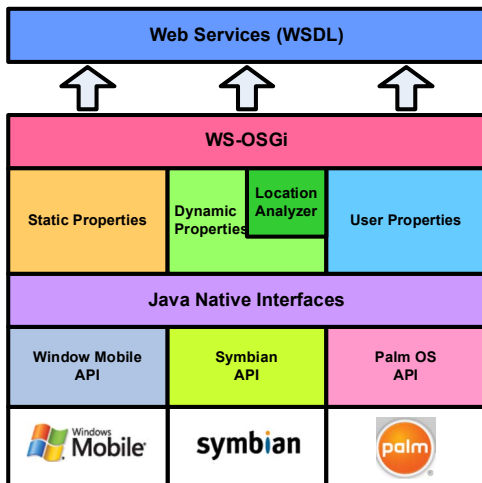 Web Services (WSDL)
WS-OSGi
Static Properties
Dynamic
Properties
Location
Analyzer
User Properties
Java Native Interfaces
Window Mobile
API
Symbian
API
Palm OS
API
Windows
Mobile®
symbian
palm